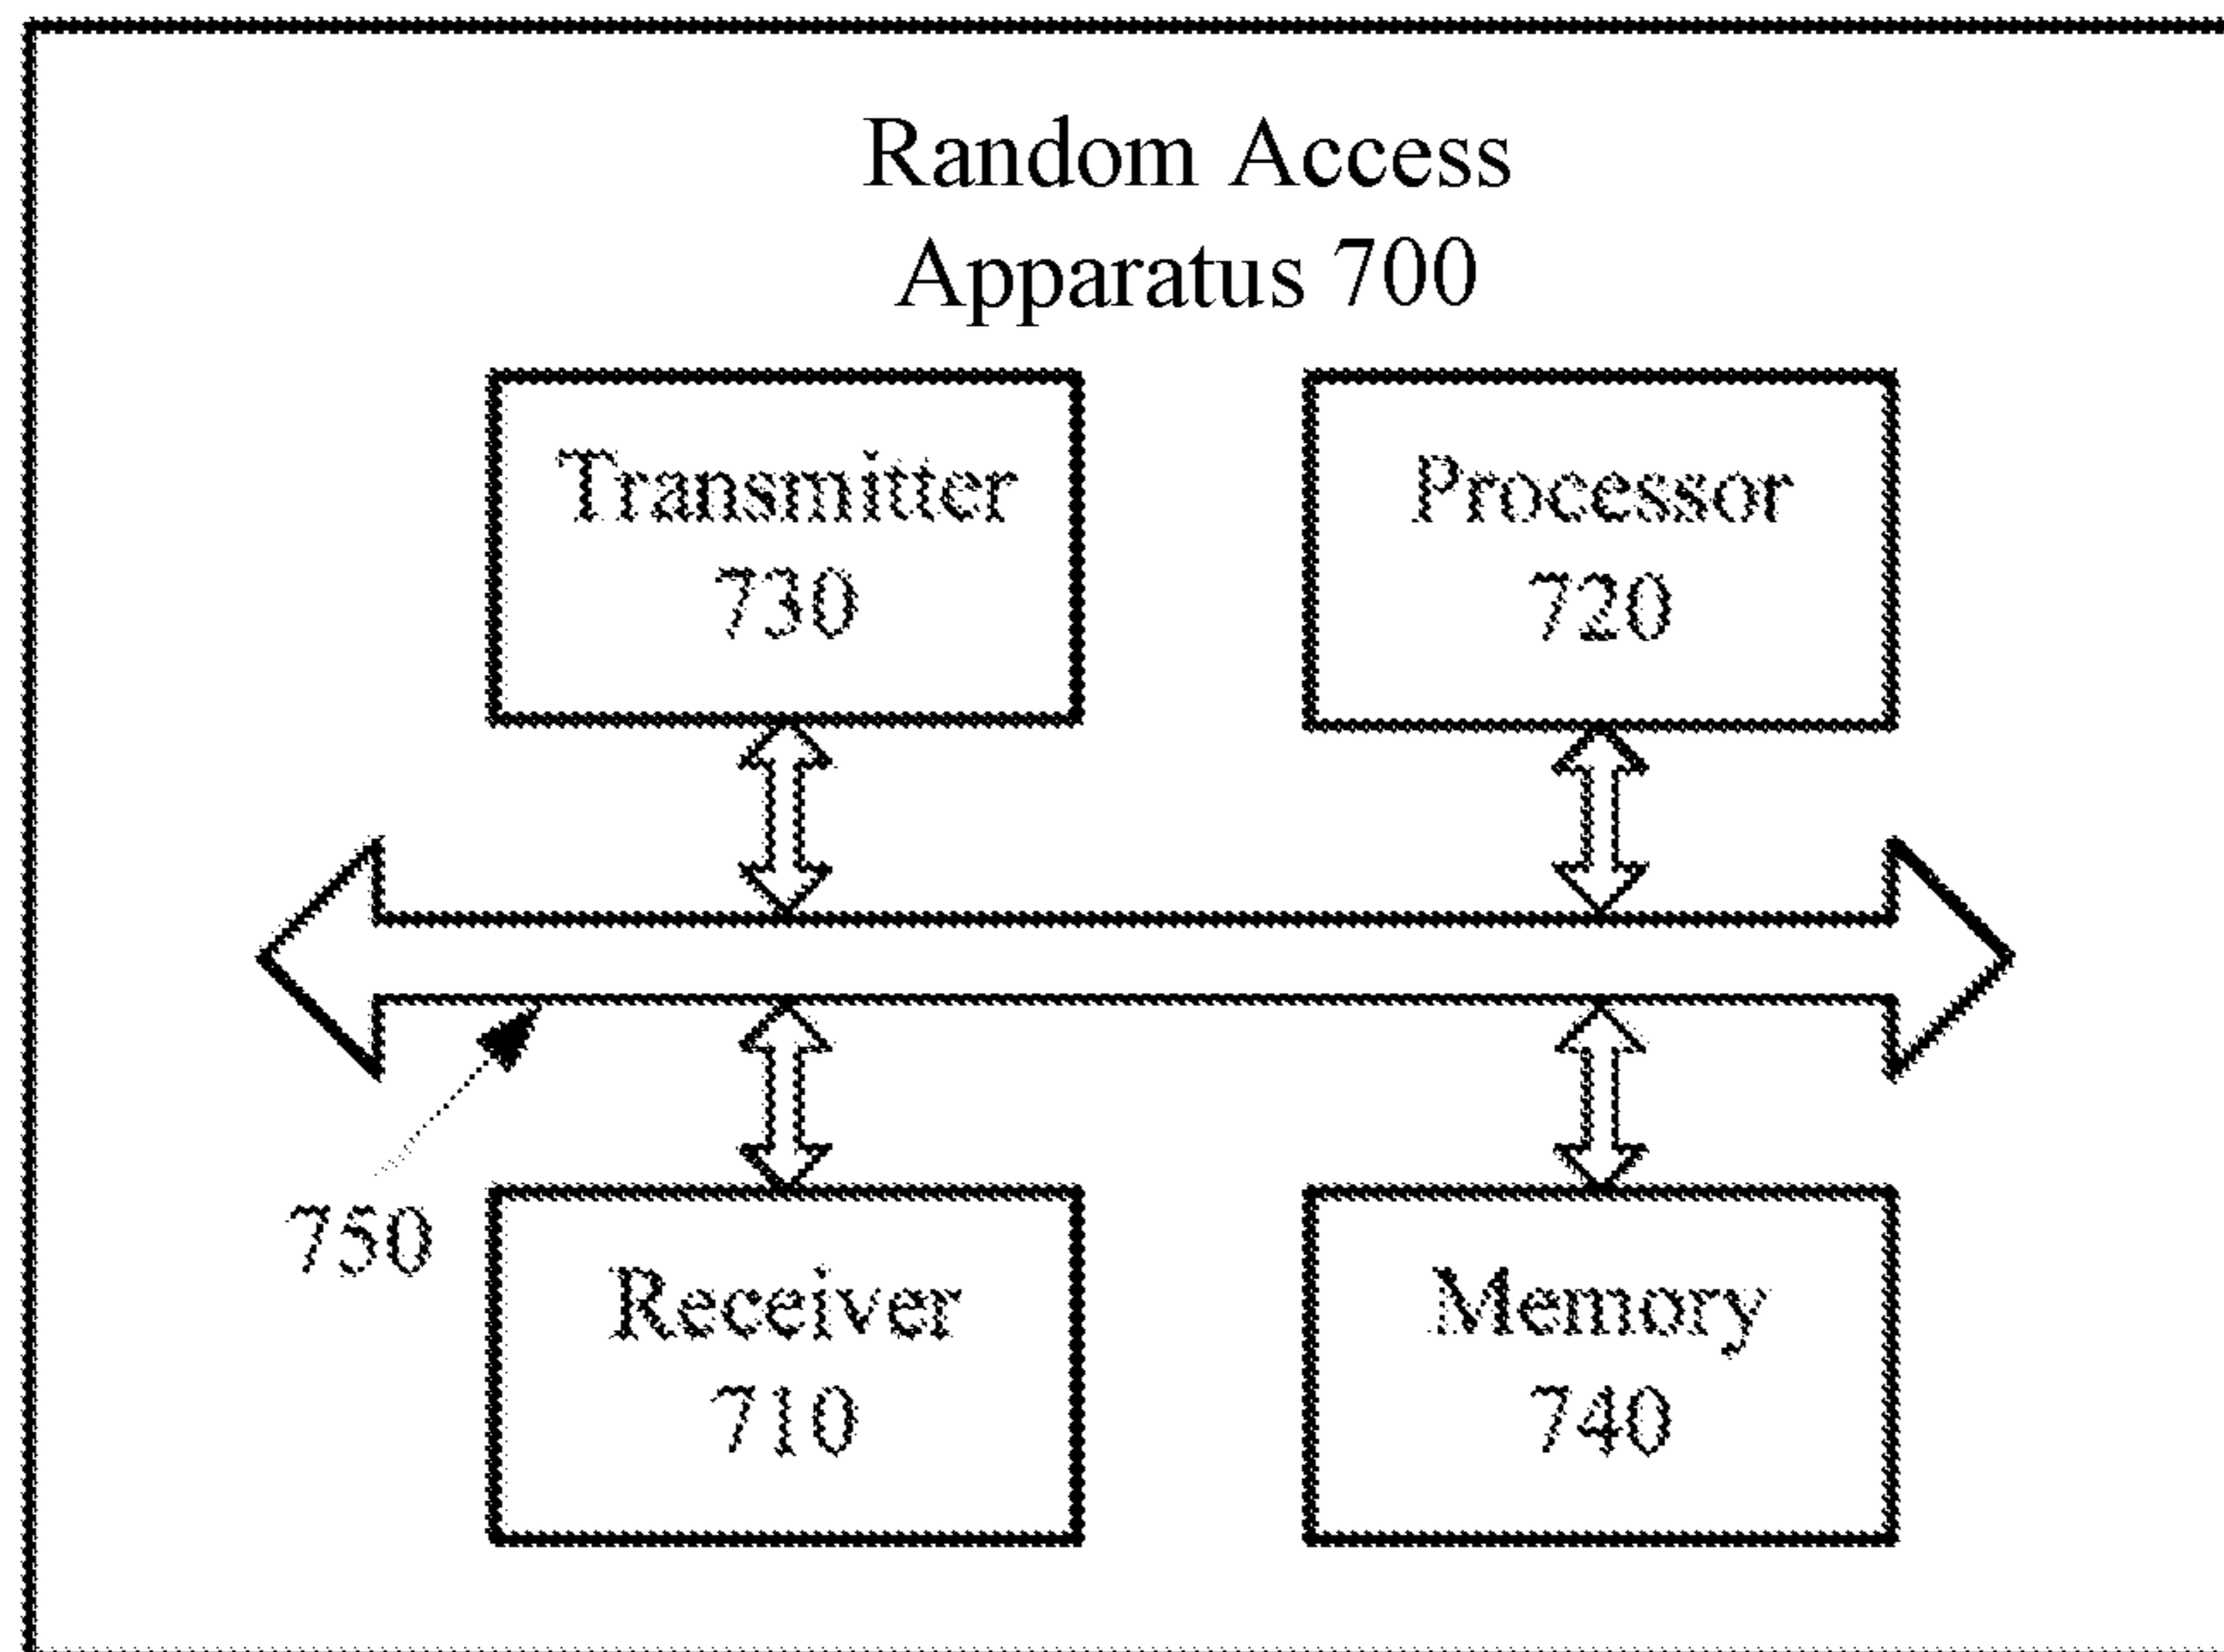 Random Access
Apparatus 700
Transmitter
730
Processor
720
750
Receiver
710
Memory
740